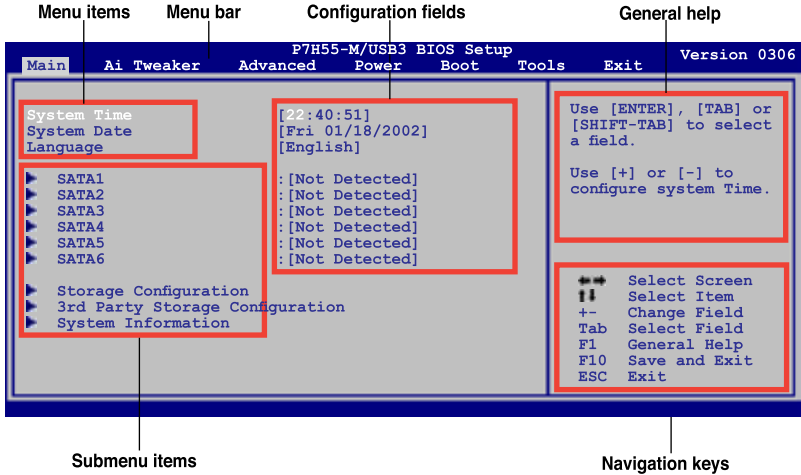 Menu items Menu bar Configuration fields General help
P7H55-M/USB3 BIOS Setup Version 0306
Main Ai Tweaker Advanced Power Boot Tools Exit
System Time [22:40:51]
System Date [Fri 01/18/2002]
Language [English]
SATA1 :[Not Detected]
SATA2 :[Not Detected]
SATA3 :[Not Detected]
SATA4 :[Not Detected]
SATA5 :[Not Detected]
SATA6 :[Not Detected]
Storage Configuration
3rd Party Storage Configuration
System Information
Use [ENTER], [TAB] or
[SHIFT-TAB] to select
a field.
Use [+] or [-] to
configure system Time.
Select Screen
Select Item
+- Change Field
Tab Select Field
F1 General Help
F10 Save and Exit
ESC Exit
Submenu items Navigation keys